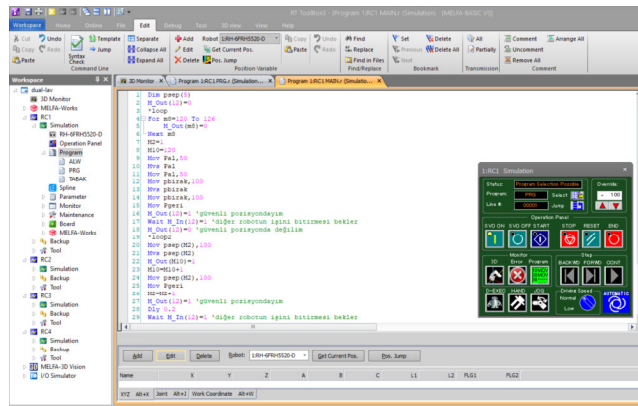 RT ToolBox3 - [Program 1:RC1 MAIN.r (Simulation) (MELFA-BASIC VI)]
Workspace Home Online File Edit Debug Tool 3D view View Help
Cut Undo Syntax Check Template Separate Add Robot 1:RH-6FRH5520-D Cut Undo Find Set Delete All Comment Arrange All
Copy Redo Jump Collapse All Edit Get Current Pos. Copy Redo Replace Previous Delete All Partially Uncomment
Paste Expand All Delete Pos. Jump Paste Find in Files Next Remove All
Command Line Position Variable Find/Replace Bookmark Transmission Comment
Workspace
dual-lav
3D Monitor
MELFA-Works
RC1
Simulation
RH-6FRH5520-D
Operation Panel
Program
ALW
PRG
TABAK
Spline
Parameter
Monitor
Maintenance
Board
MELFA-Works
Backup
Tool
RC2
Simulation
Backup
Tool
RC3
Simulation
Backup
Tool
RC4
Simulation
Backup
Tool
MELFA-3D Vision
I/O Simulator
3D Monitor Program 1:RC1 PRG.r (Simulation... Program 1:RC1 MAIN.r (Simulatio...
1 Dim psep(5)
2 M_Out(12)=0
3 *loop
4 For m8=120 To 126
5 M_Out(m8)=0
6 Next m8
7 M2=1
8 M10=120
9 Mov Pa1,50
10 Mvs Pa1
11 Mov Pa1,50
12 Mov pbirak,100
13 Mvs pbirak
14 Mov pbirak,100
15 Mov Pgeri
16 M_Out(12)=1 'güvenli pozisyondayim
17 Wait M_In(12)=1 'diğer robotun işini bitirmesi bekler
18 M_Out(12)=0 'güvenli pozisyonda değilim
19 *loop2
20 Mov psep(M2),100
21 Mvs psep(M2)
22 M_Out(M10)=1
23 M10=M10+1
24 Mov psep(M2),100
25 Mov Pgeri
26 M2=M2+1
27 M_Out(12)=1 'güvenli pozisyondayim
28 Dly 0.2
29 Wait M_In(12)=1 'diğer robotun işini bitirmesi bekler
1:RC1 Simulation
Status: Program Selection Possible Override:
Program: PRG Select 100
Line #: 00001 Jump
Operation Panel
SVO ON SVO OFF START STOP RESET END
Monitor Step
3D Error Program BACKWD FORWD CONT
D-EXEC HAND JOG Driving Speed AUTOMATIC
Normal
Low
Add Edit Delete Robot: 1:RH-6FRH5520-D Get Current Pos. Pos. Jump
Name X Y Z A B C L1 L2 FLG1 FLG2
XYZ Alt+X Joint Alt+J Work Coordinate Alt+W